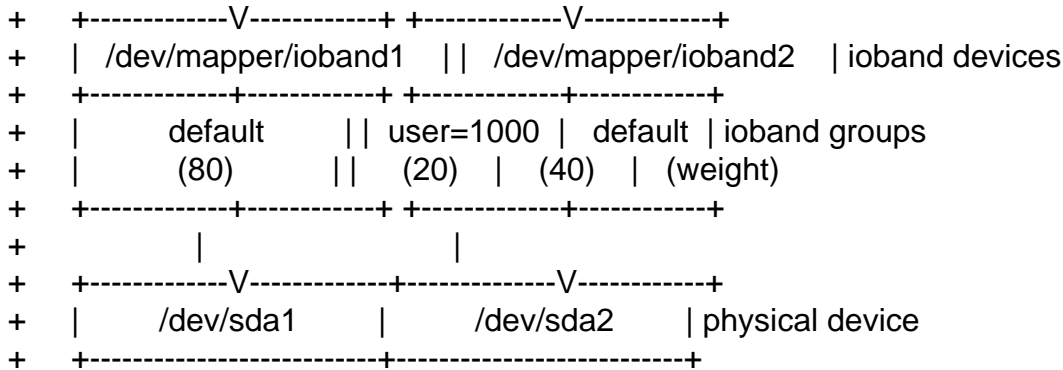 + +-------------V------------+ +-------------V------------+
+ | /dev/mapper/ioband1 | | /dev/mapper/ioband2 | ioband devices
+ +-------------+------------+ +-------------+------------+
+ | default | | user=1000 | default | ioband groups
+ | (80) | | (20) | (40) | (weight)
+ +-------------+------------+ +-------------+------------+
+ | |
+ +-------------V-------------+--------------V------------+
+ | /dev/sda1 | /dev/sda2 | physical device
+ +---------------------------+---------------------------+